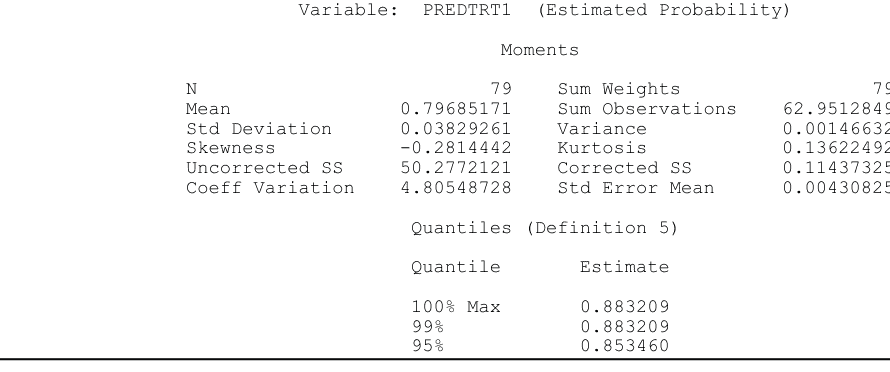 Variable: PREDTRT1 (Estimated Probability)
Moments
N 79 Sum Weights 79
Mean 0.79685171 Sum Observations 62.9512849
Std Deviation 0.03829261 Variance 0.00146632
Skewness -0.2814442 Kurtosis 0.13622492
Uncorrected SS 50.2772121 Corrected SS 0.11437325
Coeff Variation 4.80548728 Std Error Mean 0.00430825
Quantiles (Definition 5)
Quantile Estimate
100% Max 0.883209
99% 0.883209
95% 0.853460